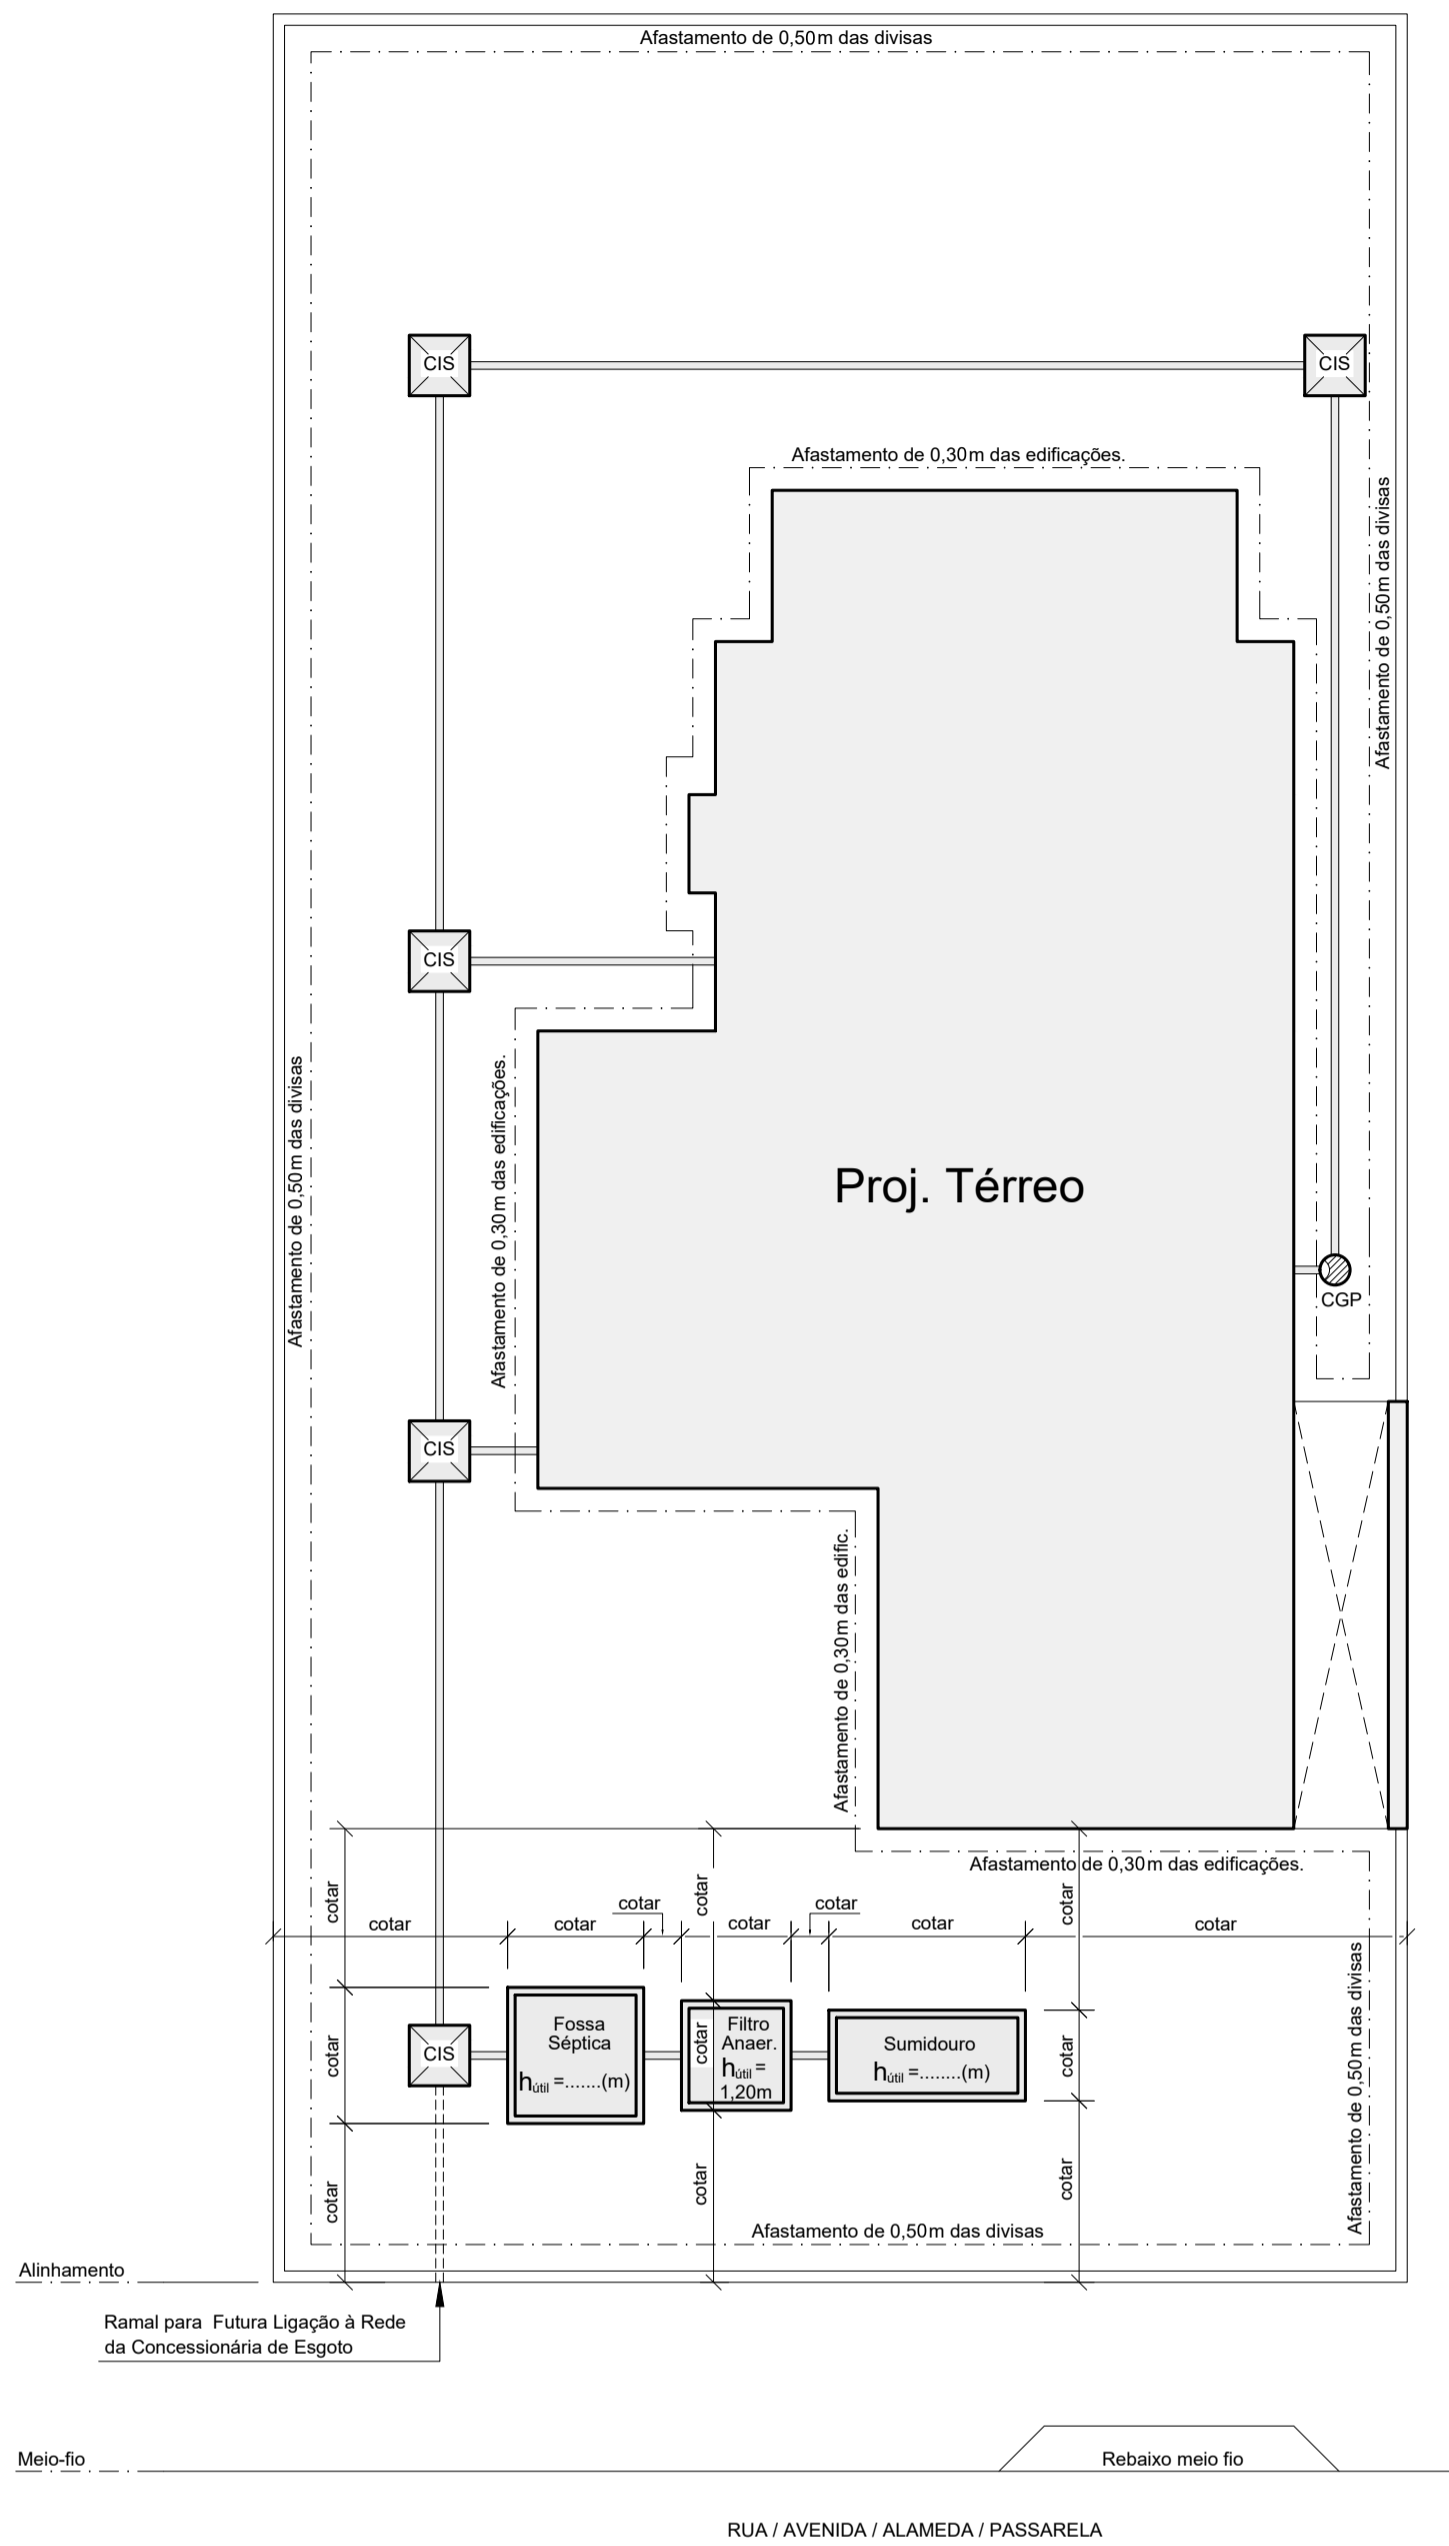 Afastamento de 0,50m das divisas
CIS
CIS
Afastamento de 0,30m das edificações.
Afastamento de 0,50m das divisas
CIS
Afastamento de 0,50m das divisas
Afastamento de 0,30m das edificações.
Proj. Térreo
CGP
CIS
Afastamento de 0,30m das edific.
Afastamento de 0,30m das edificações.
cotar
cotar
cotar
cotar
cotar
cotar
cotar
cotar
cotar
cotar
Afastamento de 0,50m das divisas
CIS
cotar
Fossa
Séptica
hútil =.......(m)
cotar
Filtro
Anaer.
hútil =
1,20m
Sumidouro
hútil =........(m)
cotar
cotar
cotar
cotar
Afastamento de 0,50m das divisas
Alinhamento
Ramal para Futura Ligação à Rede
da Concessionária de Esgoto
Meio-fio
Rebaixo meio fio
RUA / AVENIDA / ALAMEDA / PASSARELA